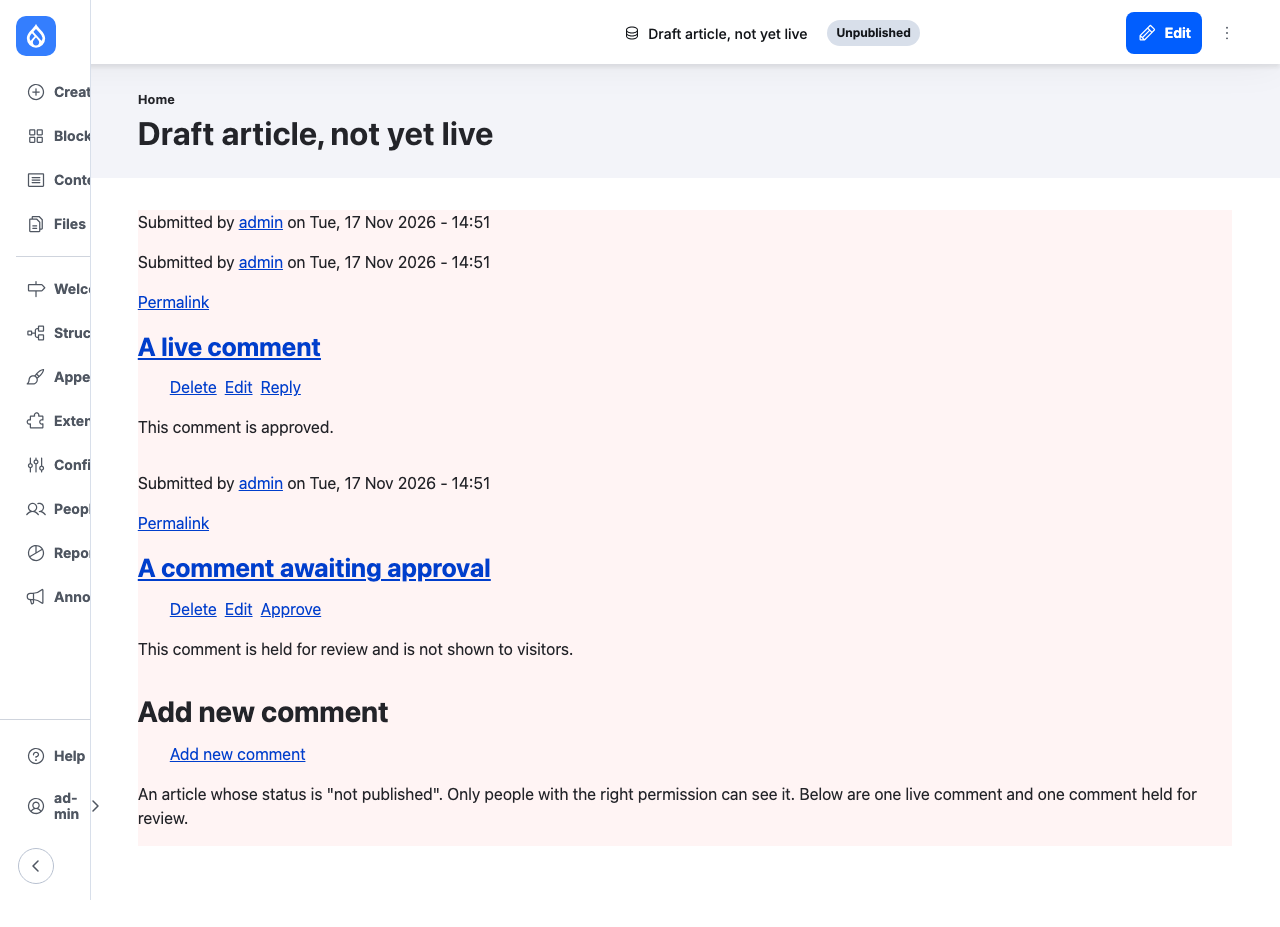 Draft article, not yet live
Unpublished
Edit
Creat
Block
Conte
Files
Welco
Struc
Appe
Exten
Confi
Peopl
Repor
Anno
Help
ad-
min
Home
Draft article, not yet live
Submitted by admin on Tue, 17 Nov 2026 - 14:51
Submitted by admin on Tue, 17 Nov 2026 - 14:51
Permalink
A live comment
Delete Edit Reply
This comment is approved.
Submitted by admin on Tue, 17 Nov 2026 - 14:51
Permalink
A comment awaiting approval
Delete Edit Approve
This comment is held for review and is not shown to visitors.
Add new comment
Add new comment
An article whose status is "not published". Only people with the right permission can see it. Below are one live comment and one comment held for
review.